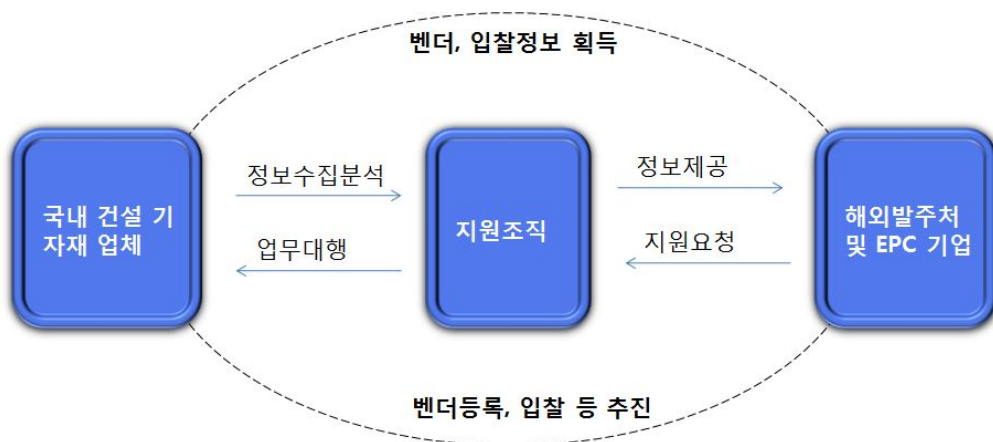 벤더, 입찰정보 획득
국내 건설 기
자재 업체
정보수집분석
업무대행
지원조직
정보제공
지원요청
해외발주처
및 EPC 기업
벤더등록, 입찰 등 추진